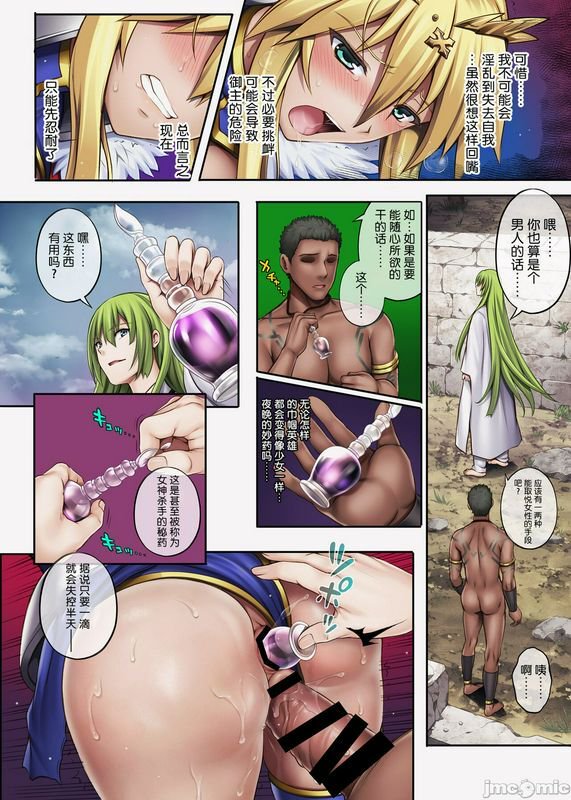 可惜……
我不可能会
淫乱到失去自我
…虽然很想这样回嘴
不过必要挑衅
可能会导致
御主的危险
总而言之
现在
只能先忍耐了
喂……
你也算是个
男人的话……
应该有一两种
能取悦女性的手段
吧？
咦……
啊……
如…如果是要
能随心所欲的
干的话…
这个…
无论怎样
的巾帼英雄
都会变得像少女一样…
夜晚的妙药吗……
嘿……
这东西
有用吗？
キュッ…
キュッ…
这是甚至被称为
女神杀手的秘药
据说只要一滴
就会失控半天—
jmcomic